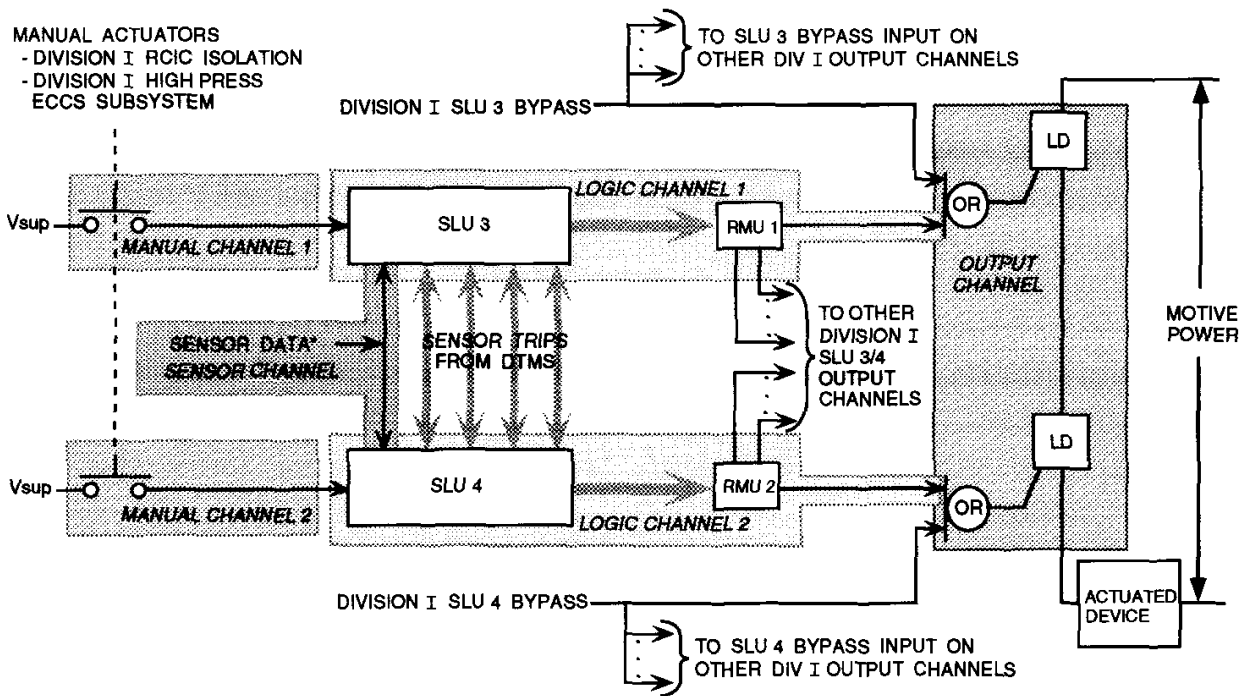 MANUAL ACTUATORS
- DIVISION I RCIC ISOLATION
- DIVISION I HIGH PRESS
ECCS SUBSYSTEM
TO SLU 3 BYPASS INPUT ON
OTHER DIV I OUTPUT CHANNELS
DIVISION I SLU 3 BYPASS
LD
LOGIC CHANNEL 1
Vsup
MANUAL CHANNEL 1
SLU 3
RMU 1
OR
OUTPUT
CHANNEL
MOTIVE
POWER
SENSOR DATA*
SENSOR CHANNEL
SENSOR TRIPS
FROM DTMS
TO OTHER
DIVISION I
SLU 3/4
OUTPUT
CHANNELS
LD
Vsup
MANUAL CHANNEL 2
SLU 4
RMU 2
OR
LOGIC CHANNEL 2
DIVISION I SLU 4 BYPASS
ACTUATED
DEVICE
TO SLU 4 BYPASS INPUT ON
OTHER DIV I OUTPUT CHANNELS